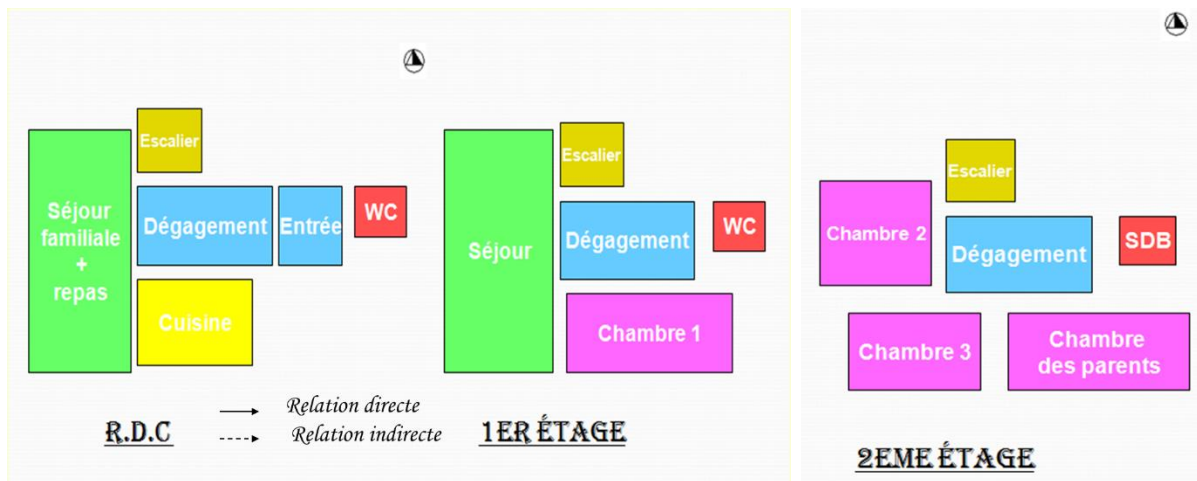 Escalier
Séjour
familiale
+
repas
Dégagement
Entrée
WC
Cuisine
Escalier
Séjour
Dégagement
WC
Chambre 1
Relation directe
Relation indirecte
R.D.C
1ER ÉTAGE
Escalier
Chambre 2
Dégagement
SDB
Chambre 3
Chambre
des parents
2EME ÉTAGE